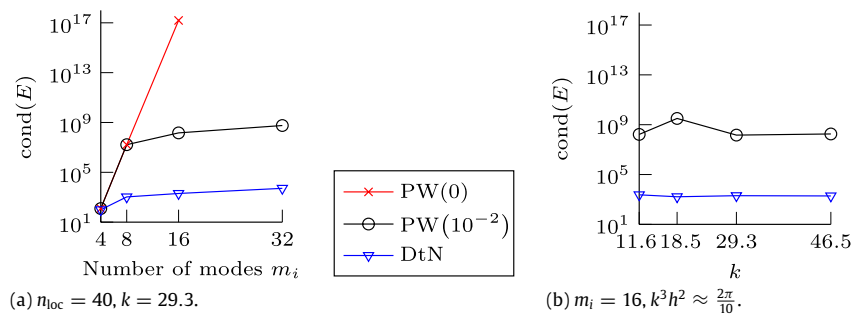 10^17
10^13
10^9
10^5
10^1
cond(E)
4 8 16 32
Number of modes m_i
(a) n_loc = 40, k = 29.3.
PW(0)
PW(10^−2)
DtN
10^17
10^13
10^9
10^5
10^1
cond(E)
11.6 18.5 29.3 46.5
k
(b) m_i = 16, k^3h^2 ≈ 2π/10.